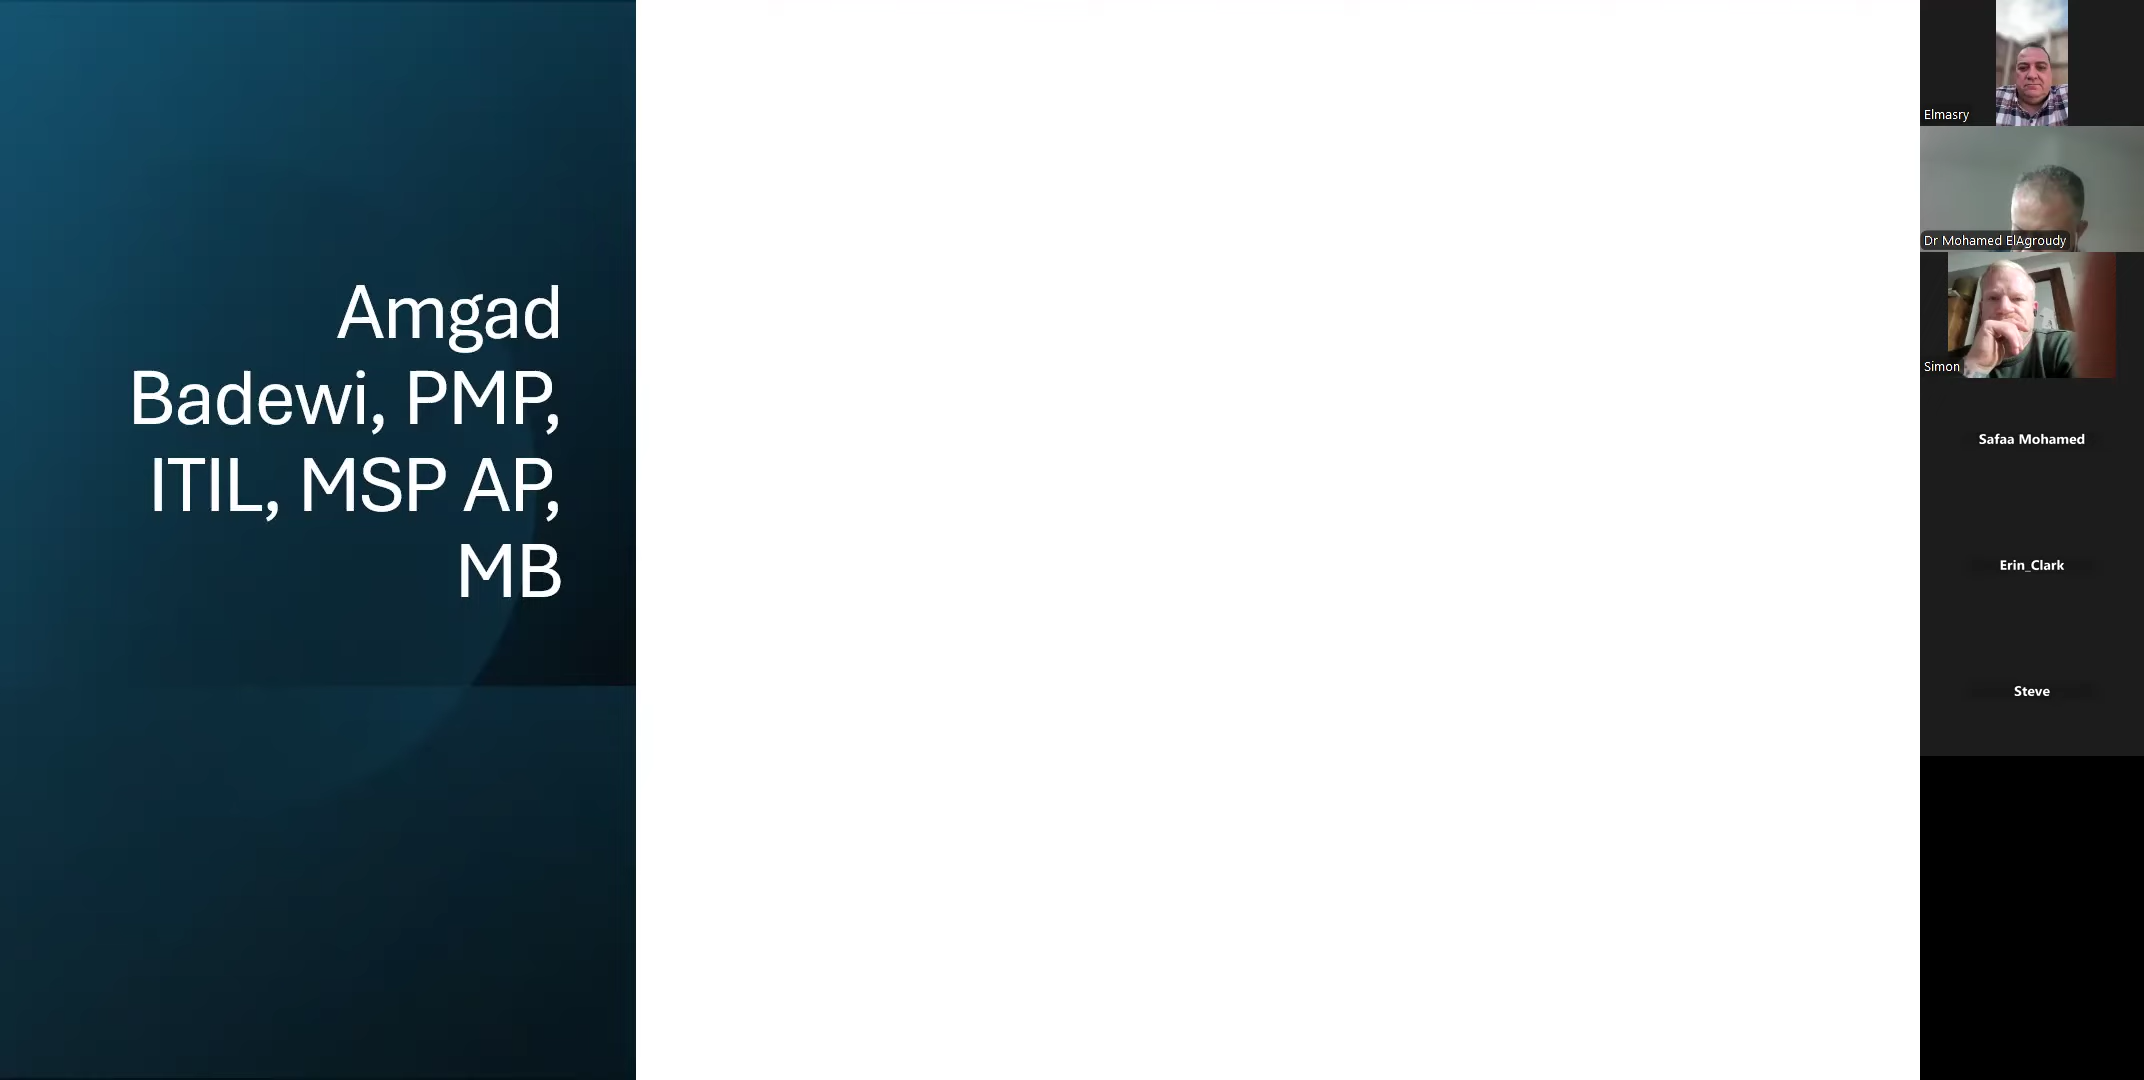 Amgad
Badewi, PMP,
ITIL, MSP AP,
MB
Elmasry
Dr Mohamed ElAgroudy
Simon
Safaa Mohamed
Erin_Clark
Steve